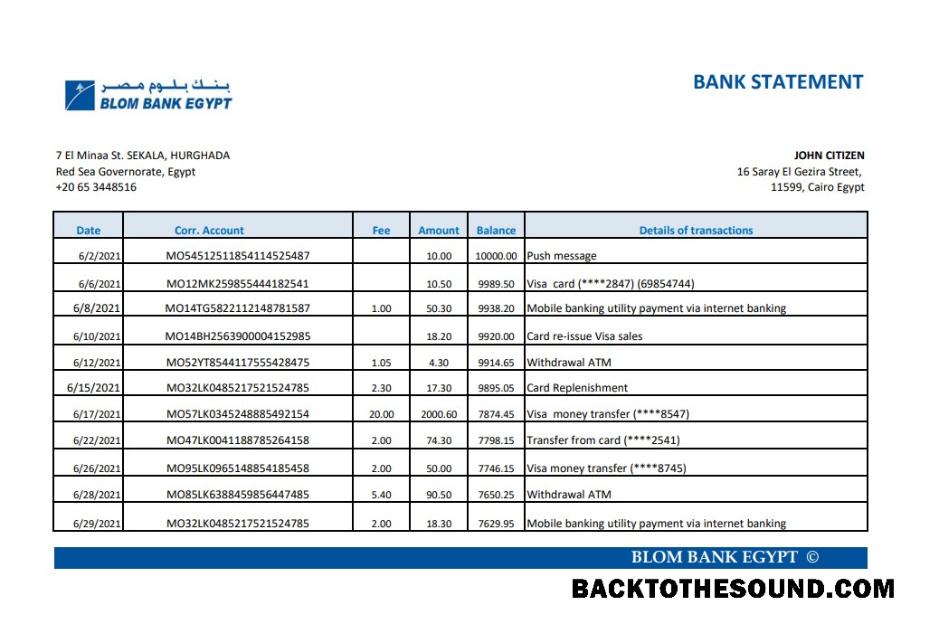 بنك بلوم مصر
BLOM BANK EGYPT
BANK STATEMENT
7 El Minaa St. SEKALA, HURGHADA
Red Sea Governorate, Egypt
+20 65 3448516
JOHN CITIZEN
16 Saray El Gezira Street,
11599, Cairo Egypt
Date Corr. Account Fee Amount Balance Details of transactions
6/2/2021 MO54512511854114525487 10.00 10000.00 Push message
6/6/2021 MO12MK259855444182541 10.50 9989.50 Visa card (****2847) (69854744)
6/8/2021 MO14TG5822112148781587 1.00 50.30 9938.20 Mobile banking utility payment via internet banking
6/10/2021 MO14BH2563900004152985 18.20 9920.00 Card re-issue Visa sales
6/12/2021 MO52YT8544117555428475 1.05 4.30 9914.65 Withdrawal ATM
6/15/2021 MO32LK0485217521524785 2.30 17.30 9895.05 Card Replenishment
6/17/2021 MO57LK0345248885492154 20.00 2000.60 7874.45 Visa money transfer (****8547)
6/22/2021 MO47LK0041188785264158 2.00 74.30 7798.15 Transfer from card (****2541)
6/26/2021 MO95LK0965148854185458 2.00 50.00 7746.15 Visa money transfer (****8745)
6/28/2021 MO85LK6388459856447485 5.40 90.50 7650.25 Withdrawal ATM
6/29/2021 MO32LK0485217521524785 2.00 18.30 7629.95 Mobile banking utility payment via internet banking
BLOM BANK EGYPT ©
BACKTOTHESOUND.COM